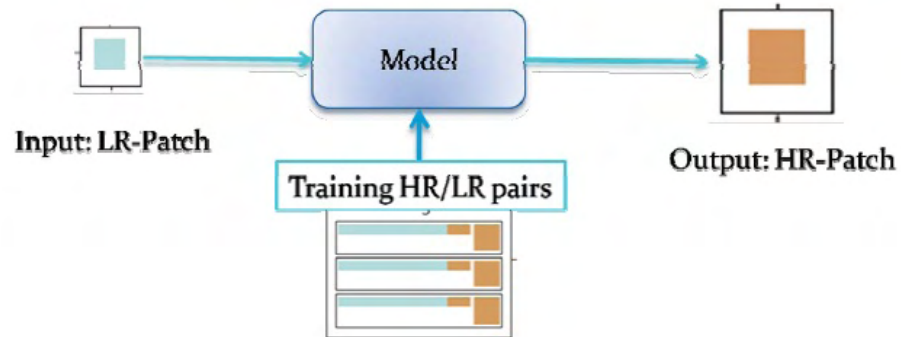 Model
Input: LR-Patch
Output: HR-Patch
Training HR/LR pairs